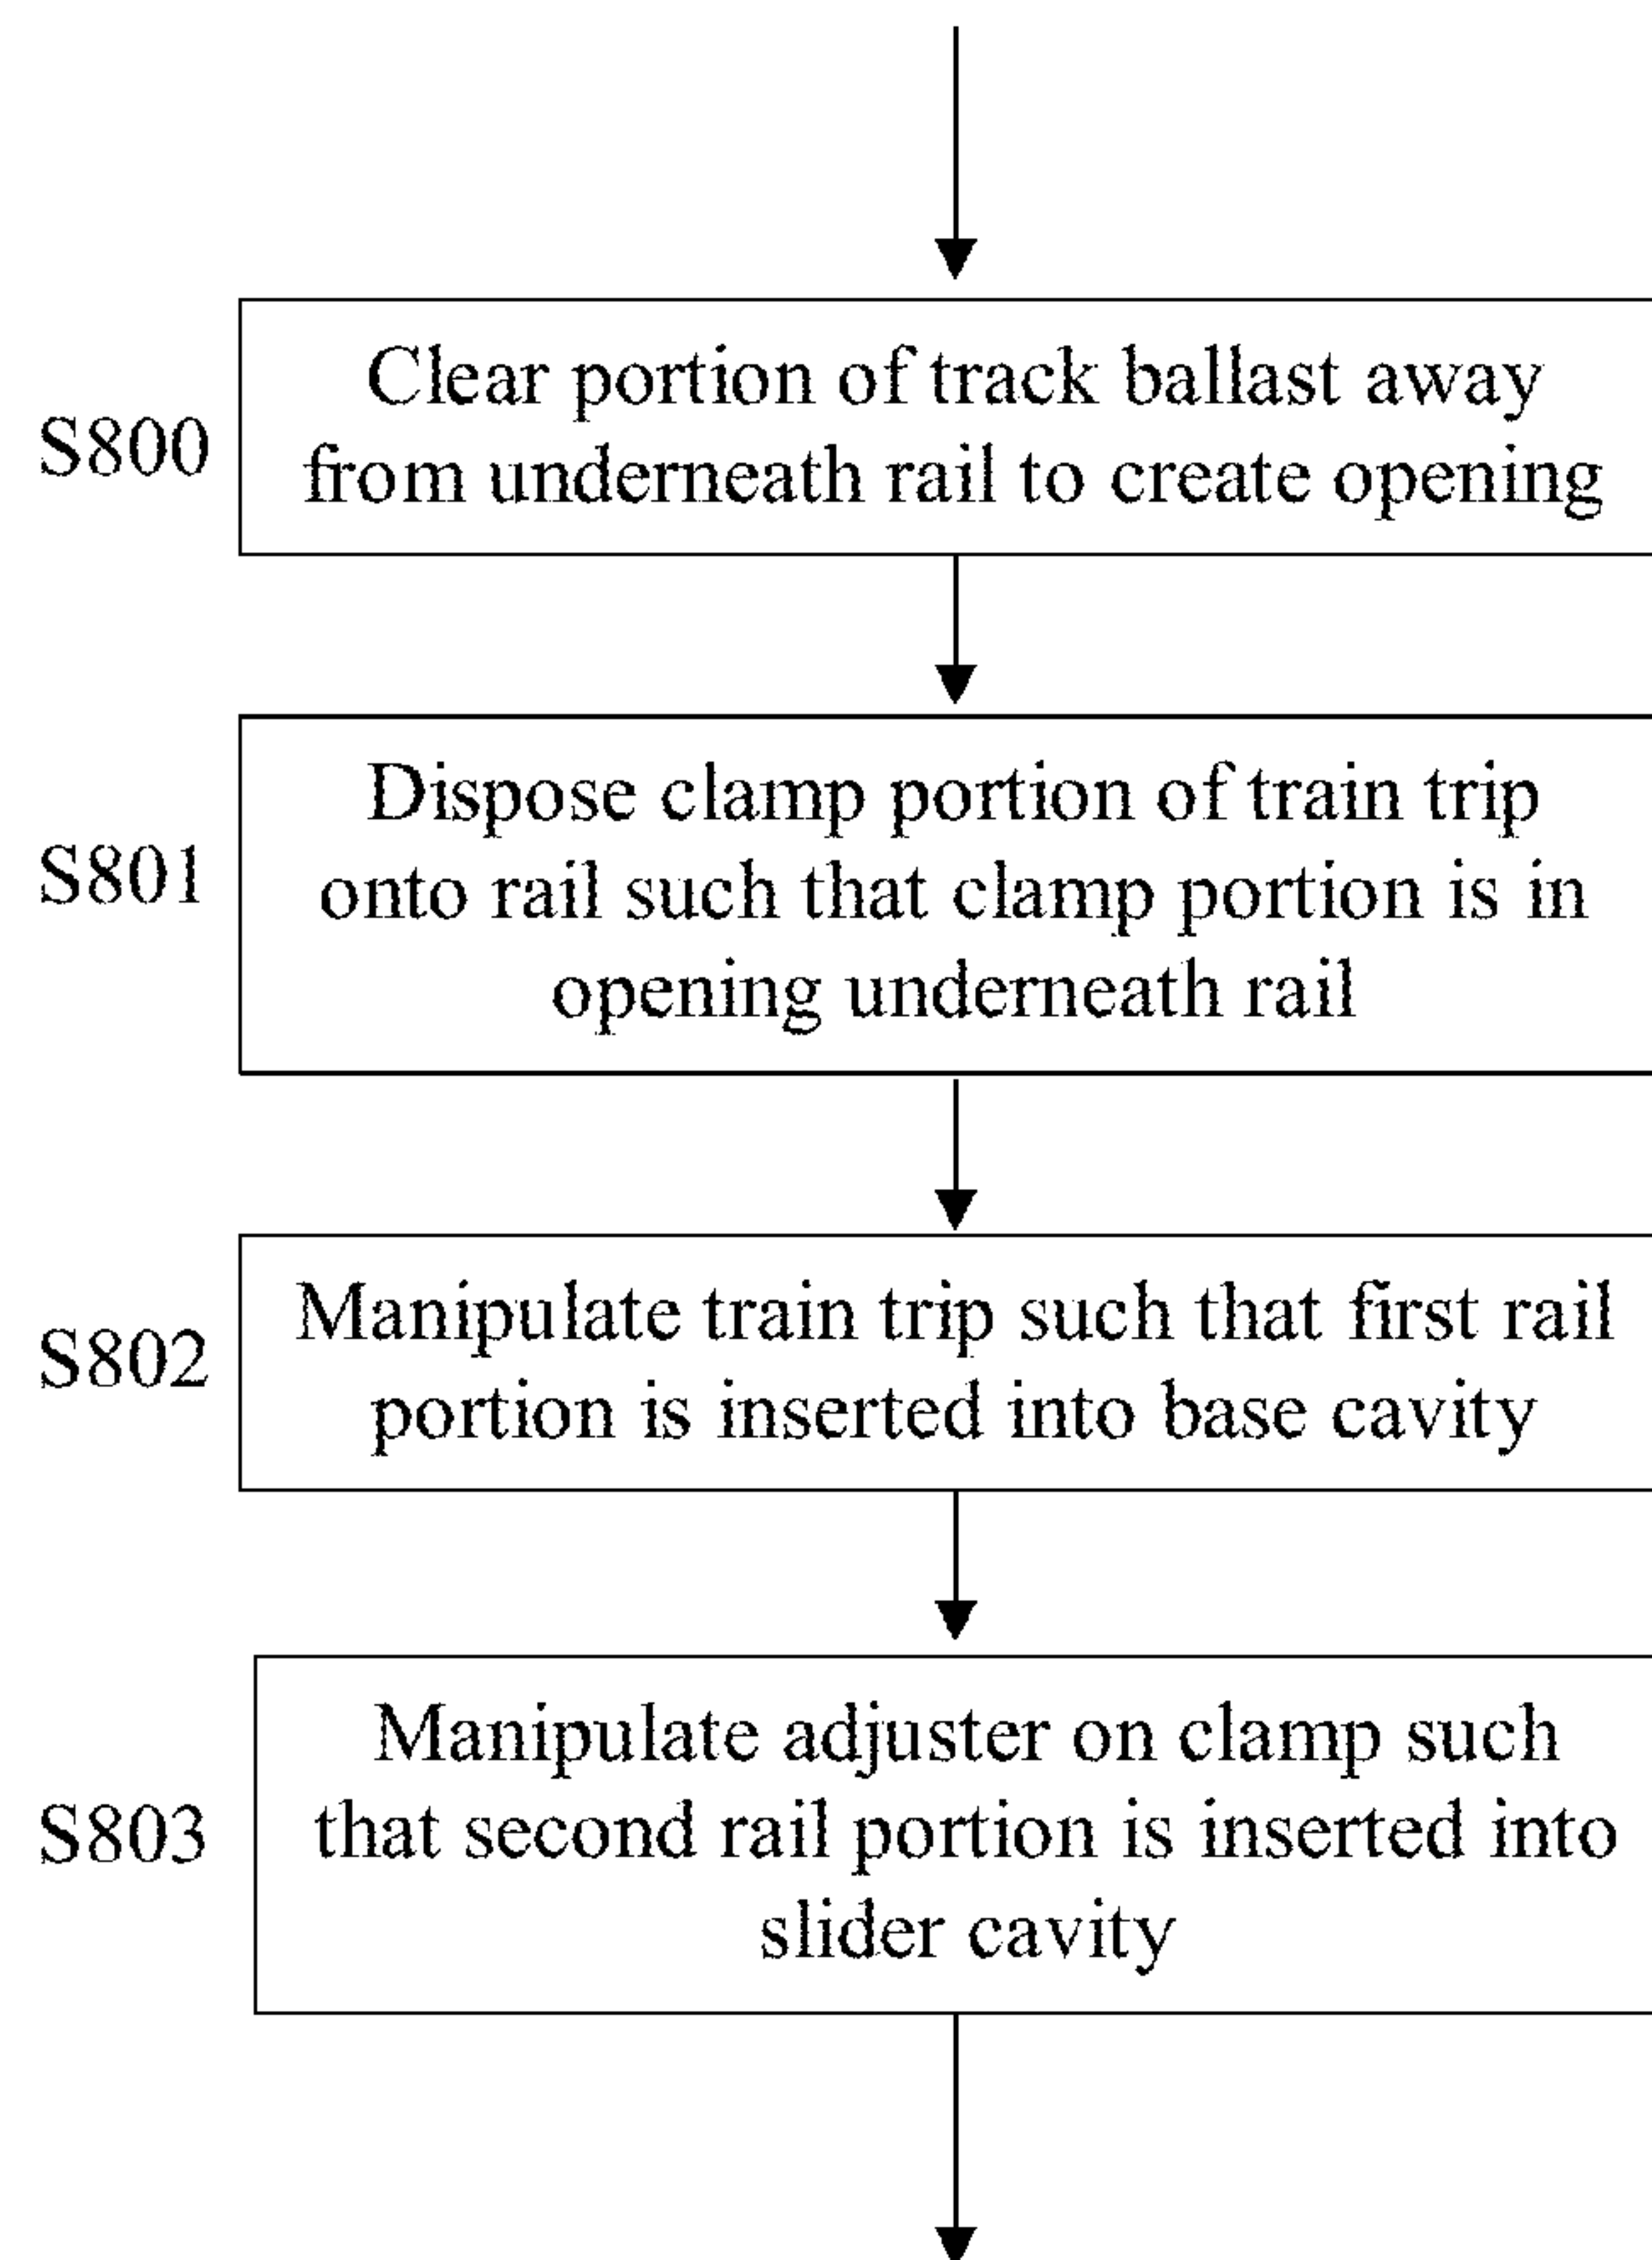 S800
Clear portion of track ballast away
from underneath rail to create opening
S801
Dispose clamp portion of train trip
onto rail such that clamp portion is in
opening underneath rail
S802
Manipulate train trip such that first rail
portion is inserted into base cavity
S803
Manipulate adjuster on clamp such
that second rail portion is inserted into
slider cavity